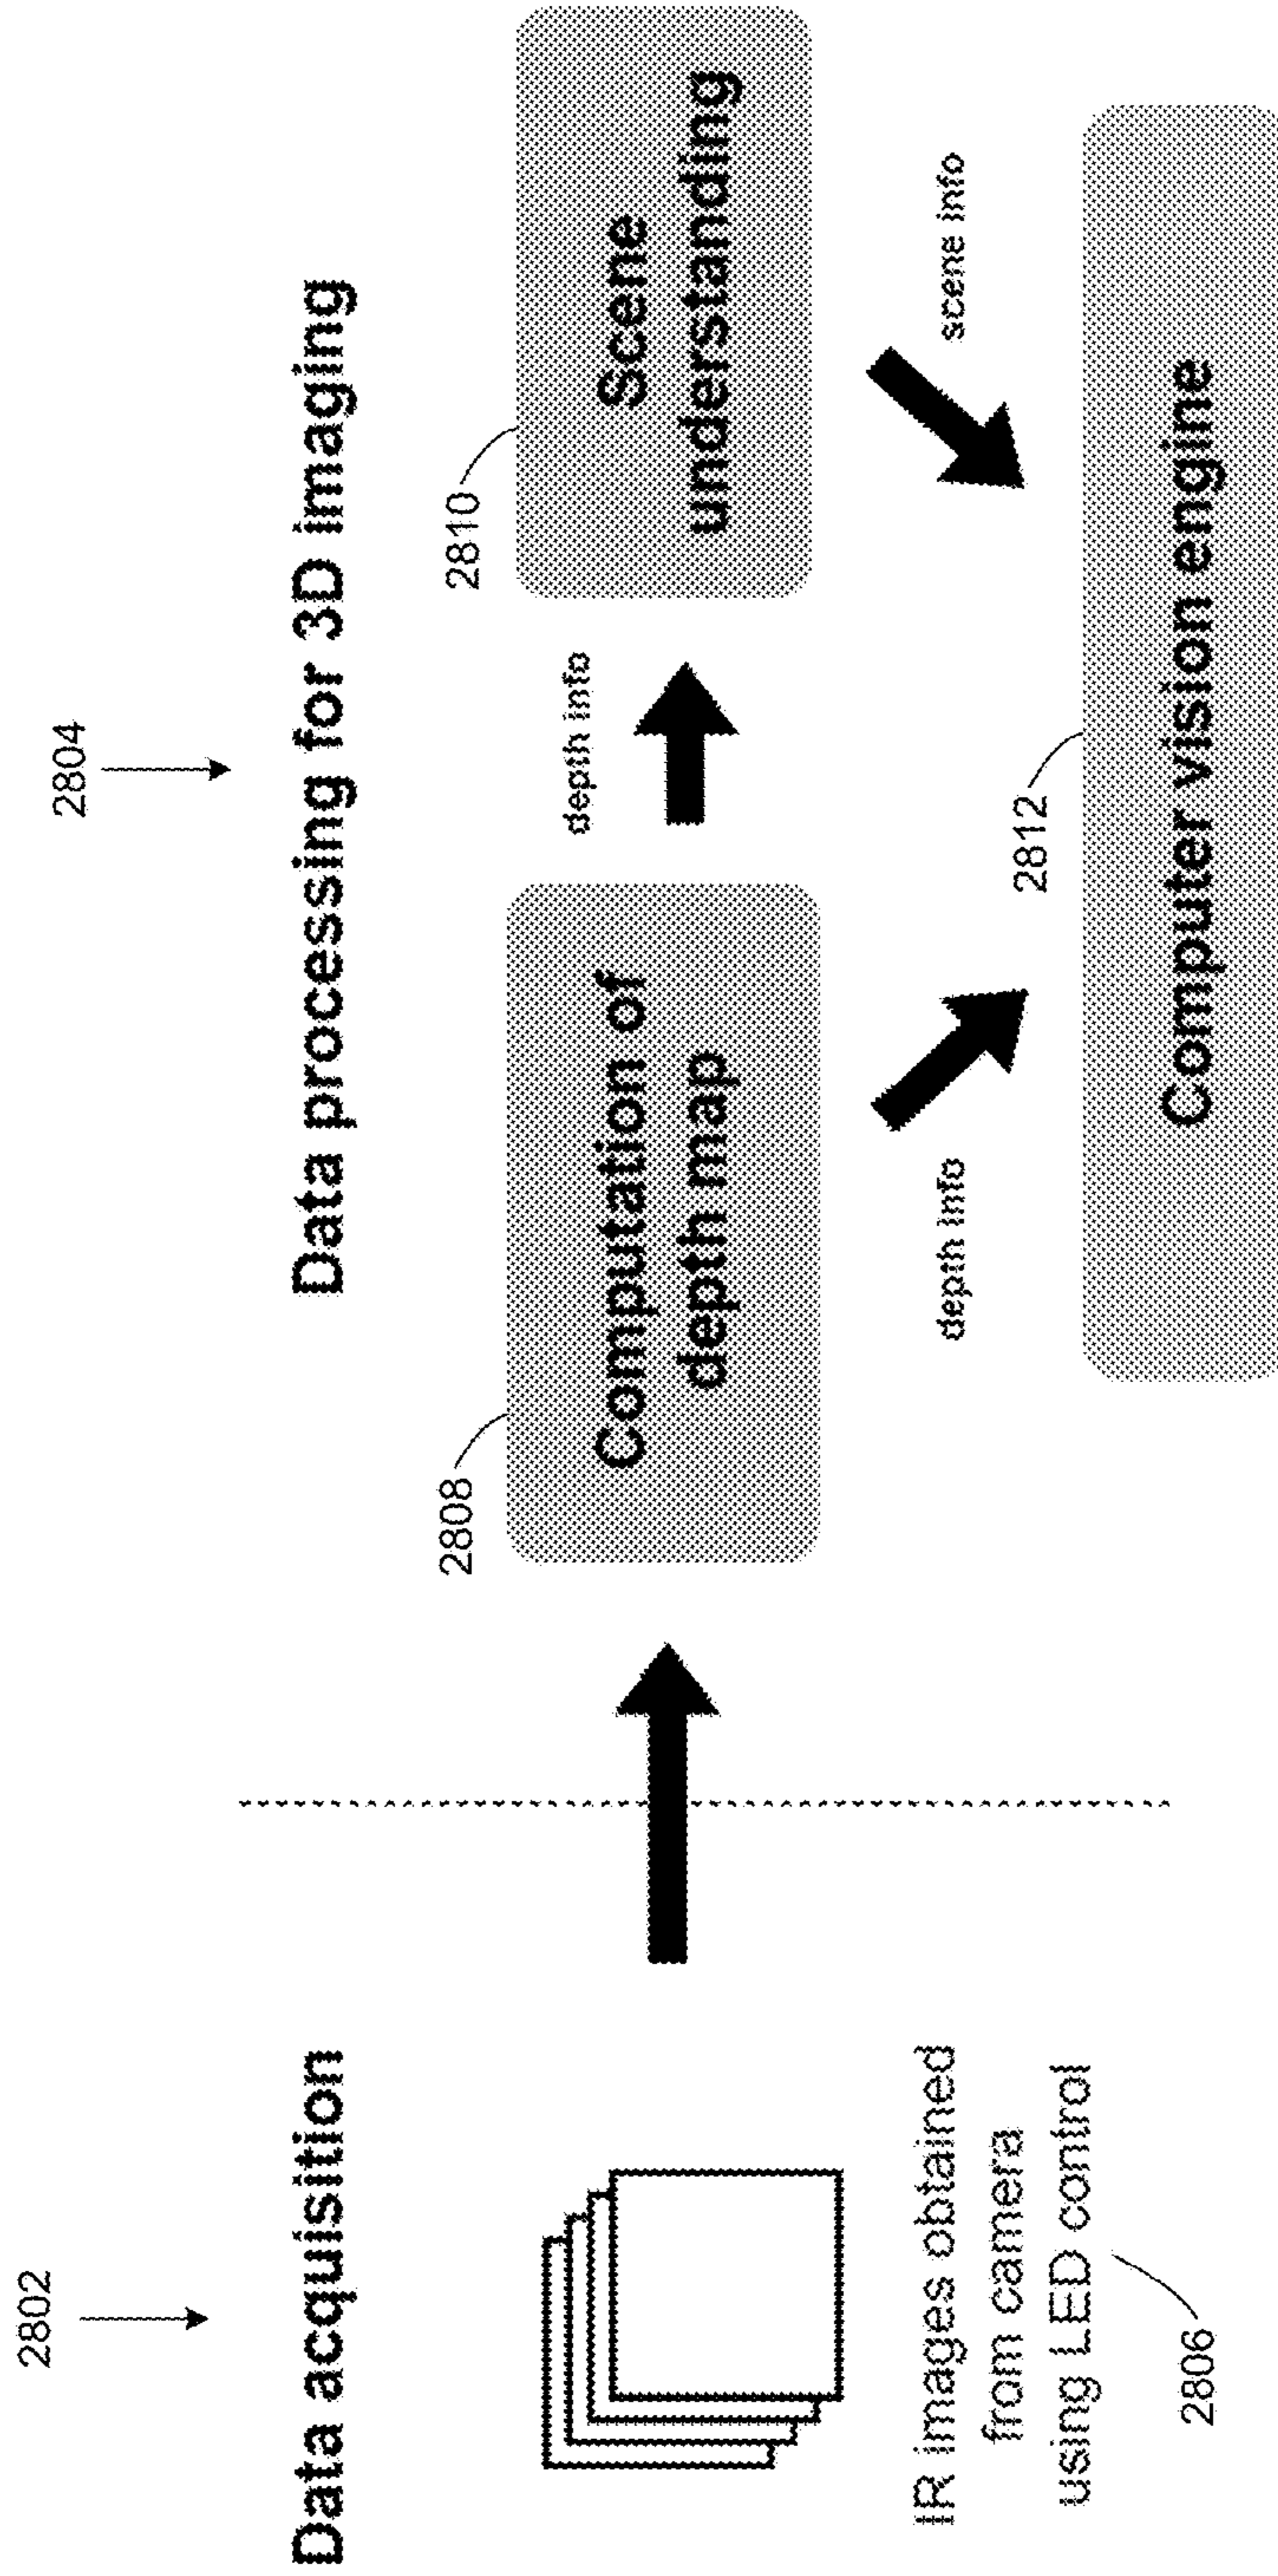 2802
Data acquisition
IR images obtained
from camera
using LED control
2806
2804
Data processing for 3D imaging
2808
Computation of
depth map
depth info
2810
Scene
understanding
depth info
scene info
2812
Computer vision engine